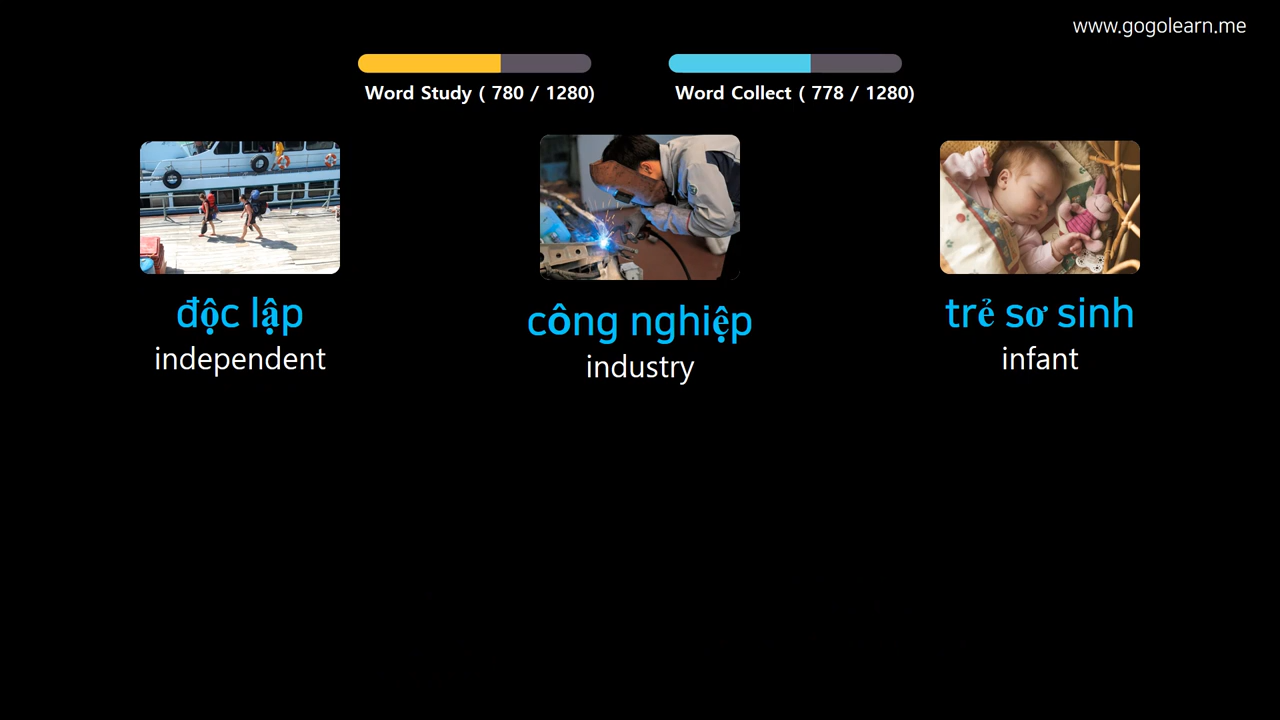 www.gogolearn.me
Word Study ( 780 / 1280)
Word Collect ( 778 / 1280)
độc lập
independent
công nghiệp
industry
trẻ sơ sinh
infant